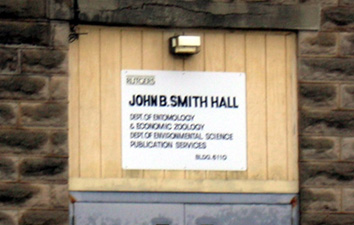 RUTGERS
JOHN B. SMITH HALL
DEPT. OF ENTOMOLOGY
& ECONOMIC ZOOLOGY
DEPT. OF ENVIRONMENTAL SCIENCE
PUBLICATION SERVICES
BLDG. 6110